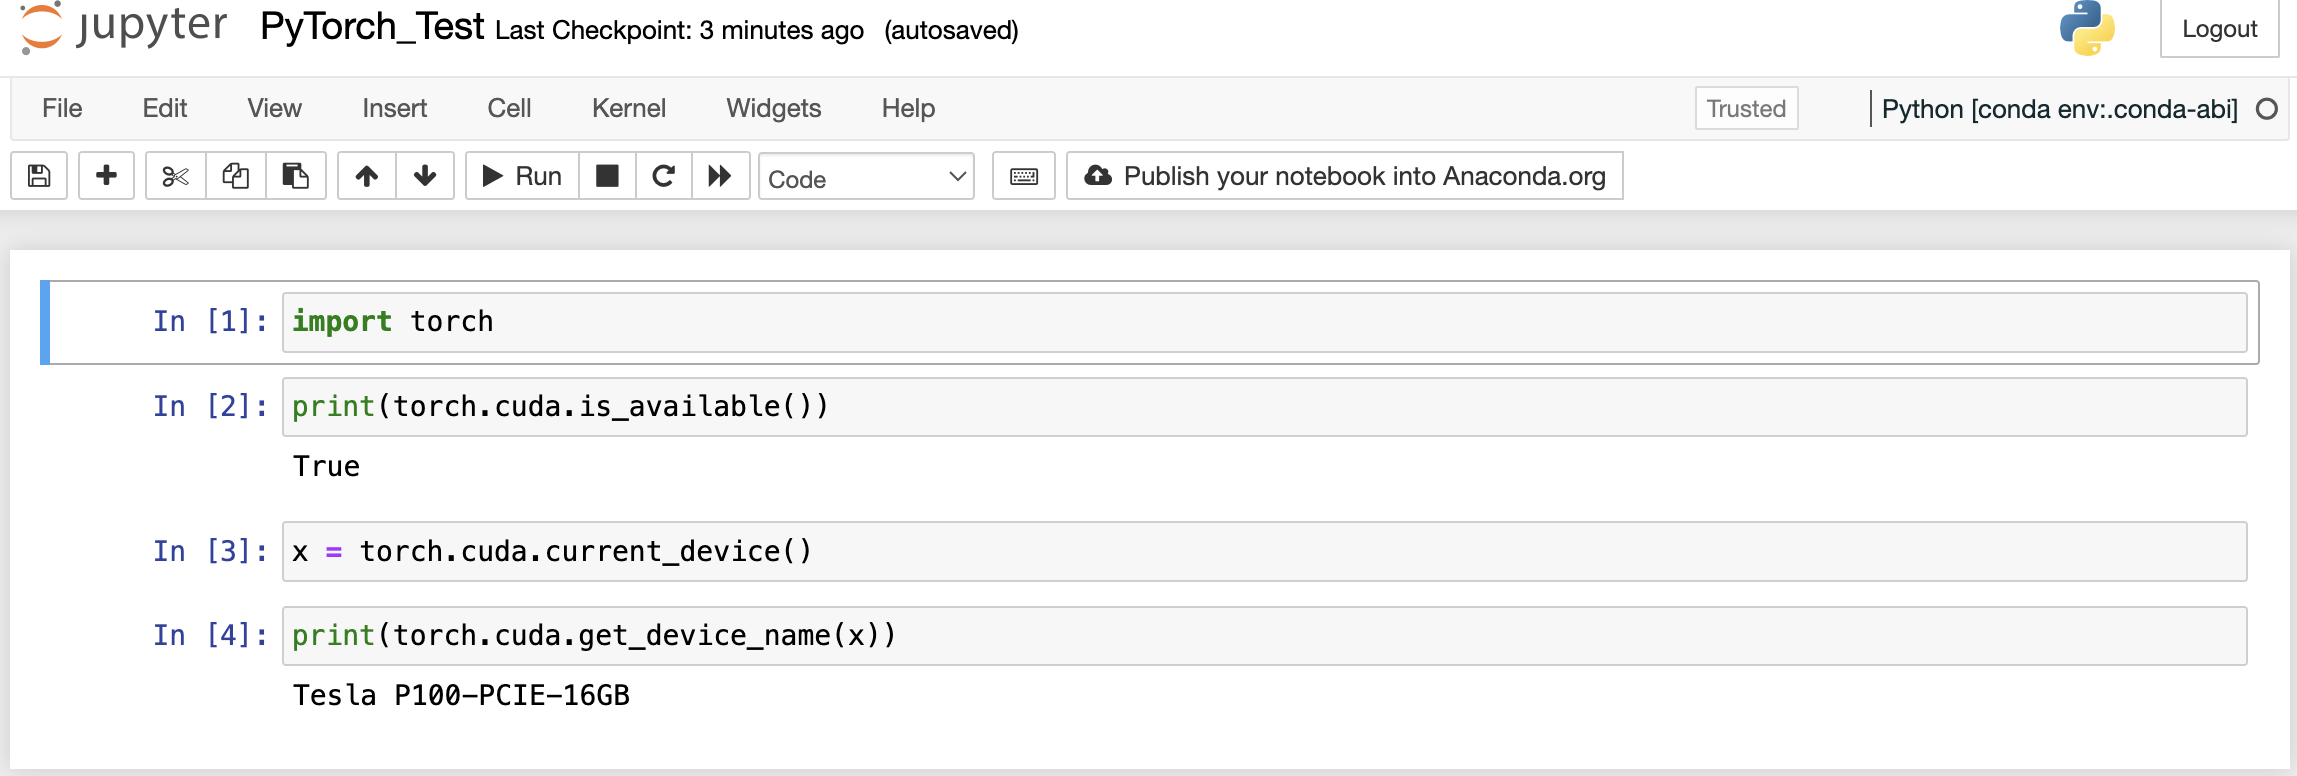 jupyter PyTorch_Test Last Checkpoint: 3 minutes ago (autosaved) Logout
File Edit View Insert Cell Kernel Widgets Help Trusted Python [conda env:.conda-abi]
Run Code Publish your notebook into Anaconda.org
In [1]: import torch
In [2]: print(torch.cuda.is_available())
True
In [3]: x = torch.cuda.current_device()
In [4]: print(torch.cuda.get_device_name(x))
Tesla P100-PCIE-16GB